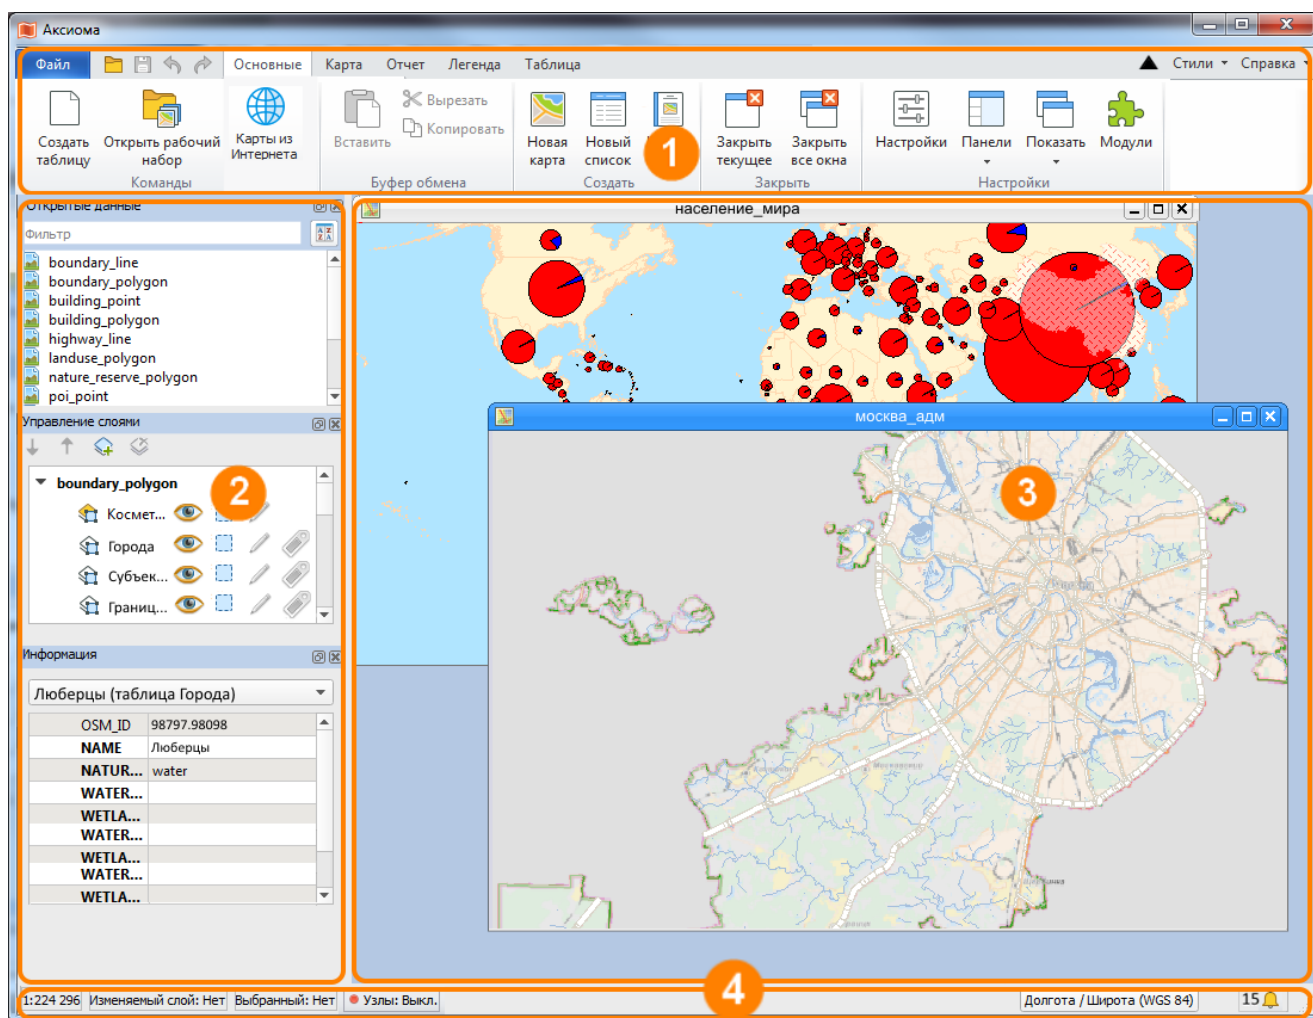 Аксиома
Файл Основные Карта Отчет Легенда Таблица Стили Справка
Создать таблицу
Открыть рабочий набор
Карты из Интернета
Команды
Вставить
Вырезать
Копировать
Буфер обмена
Новая карта
Новый список
1
Создать
Закрыть текущее
Закрыть все окна
Закрыть
Настройки
Панели
Показать
Модули
Настройки
Открытые данные
Фильтр
boundary_line
boundary_polygon
building_point
building_polygon
highway_line
landuse_polygon
nature_reserve_polygon
poi_point
Управление слоями
boundary_polygon
2
Космет...
Города
Субъек...
Границ...
Информация
Люберцы (таблица Города)
OSM_ID 98797.98098
NAME Люберцы
NATUR... water
WATER...
WETLA...
WATER...
WETLA...
WATER...
WETLA...
население_мира
москва_адм
3
4
1:224 296 Изменяемый слой: Нет Выбранный: Нет Узлы: Выкл. Долгота / Широта (WGS 84) 15